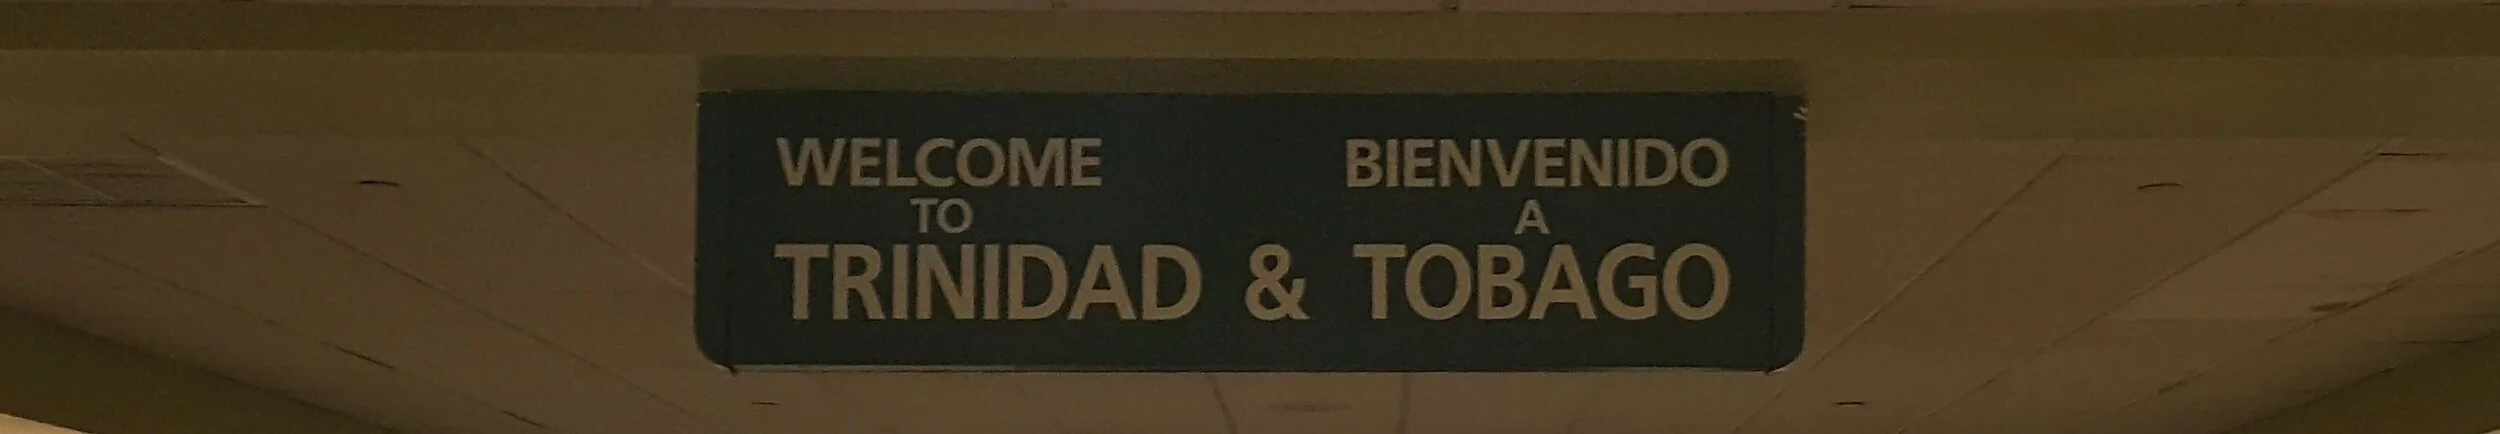 WELCOME BIENVENIDO
TO A
TRINIDAD & TOBAGO